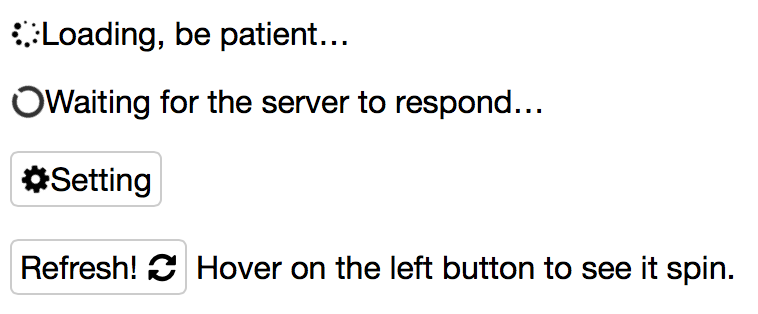 Loading, be patient…
Waiting for the server to respond…
Setting
Refresh! Hover on the left button to see it spin.